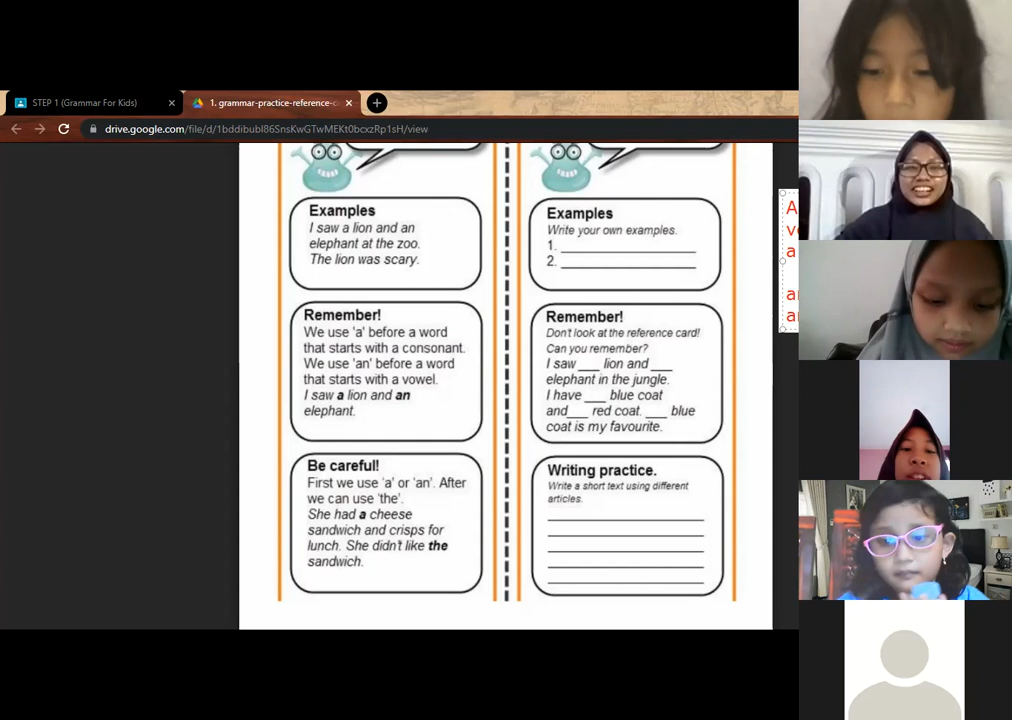 STEP 1 (Grammar For Kids)
1. grammar-practice-reference-c
drive.google.com/file/d/1bddibubI86SnsKwGTwMEKt0bcxzRp1sH/view
Examples
I saw a lion and an
elephant at the zoo.
The lion was scary.
Remember!
We use 'a' before a word
that starts with a consonant.
We use 'an' before a word
that starts with a vowel.
I saw a lion and an
elephant.
Be careful!
First we use 'a' or 'an'. After
we can use 'the'.
She had a cheese
sandwich and crisps for
lunch. She didn't like the
sandwich.
Examples
Write your own examples.
1. ____________________
2. ____________________
Remember!
Don't look at the reference card!
Can you remember?
I saw ___ lion and ___
elephant in the jungle.
I have ___ blue coat
and___ red coat. ___ blue
coat is my favourite.
Writing practice.
Write a short text using different
articles.